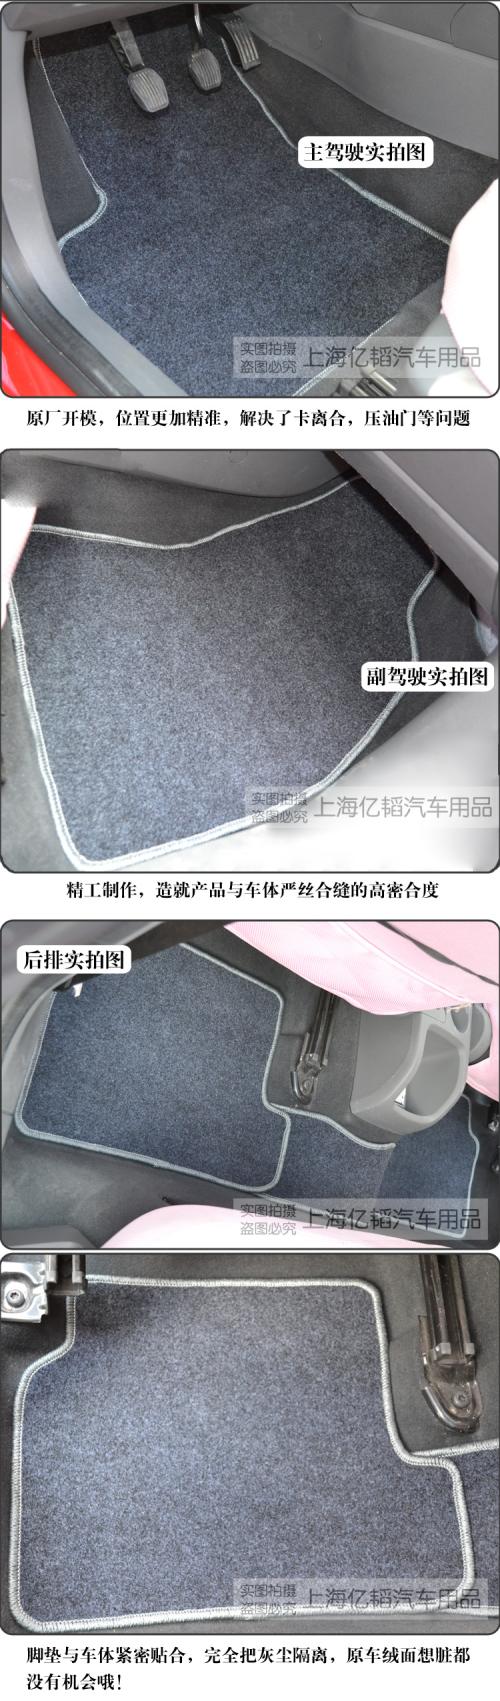 主驾驶实拍图
实图拍摄
盗图必究
上海亿韬汽车用品
原厂开模，位置更加精准，解决了卡离合，压油门等问题
副驾驶实拍图
实图拍摄
盗图必究
上海亿韬汽车用品
精工制作，造就产品与车体严丝合缝的高密合度
后排实拍图
实图拍摄
盗图必究
上海亿韬汽车用品
实图拍摄
盗图必究
上海亿韬汽车用品
脚垫与车体紧密贴合，完全把灰尘隔离，原车绒面想脏都
没有机会哦！